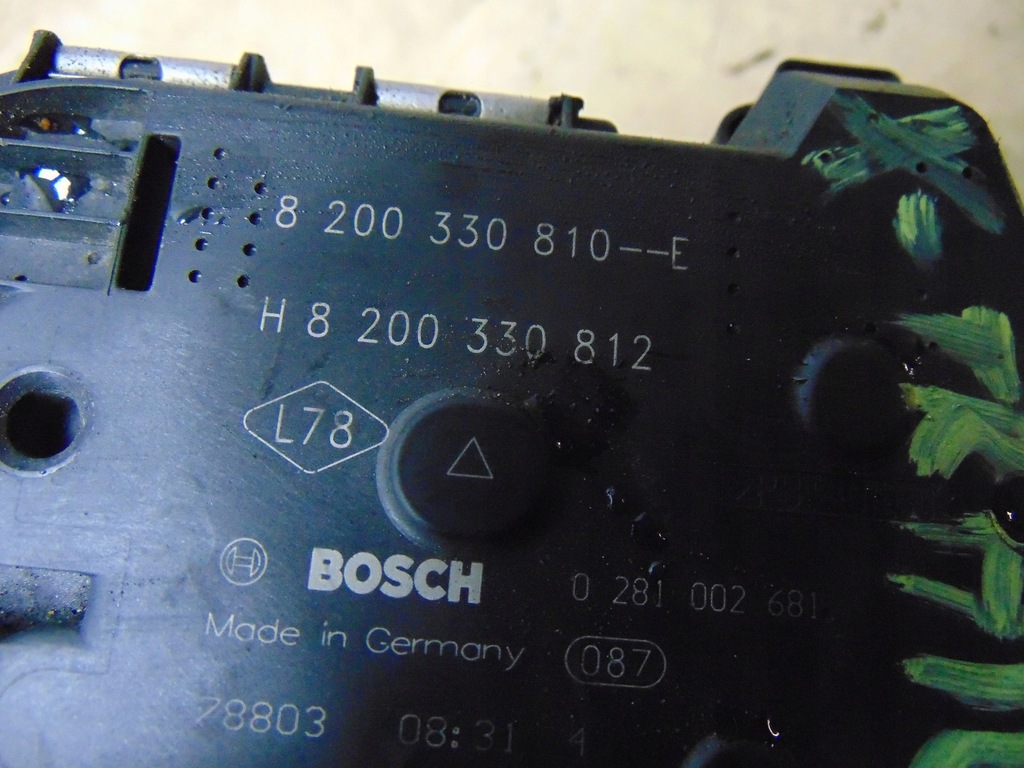 8 200 330 810--E
H 8 200 330 812
L78
BOSCH 0 281 002 681
Made in Germany 087
78803 08:31 4